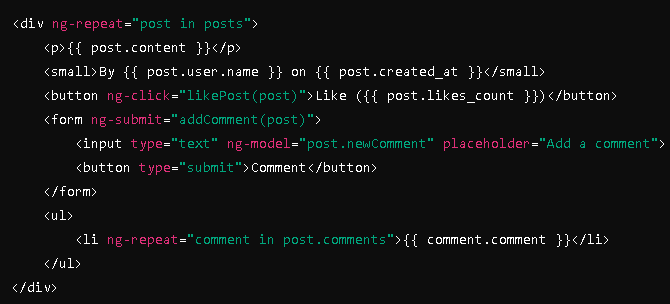 <div ng-repeat="post in posts">
    <p>{{ post.content }}</p>
    <small>By {{ post.user.name }} on {{ post.created_at }}</small>
    <button ng-click="likePost(post)">Like ({{ post.likes_count }})</button>
    <form ng-submit="addComment(post)">
        <input type="text" ng-model="post.newComment" placeholder="Add a comment">
        <button type="submit">Comment</button>
    </form>
    <ul>
        <li ng-repeat="comment in post.comments">{{ comment.comment }}</li>
    </ul>
</div>